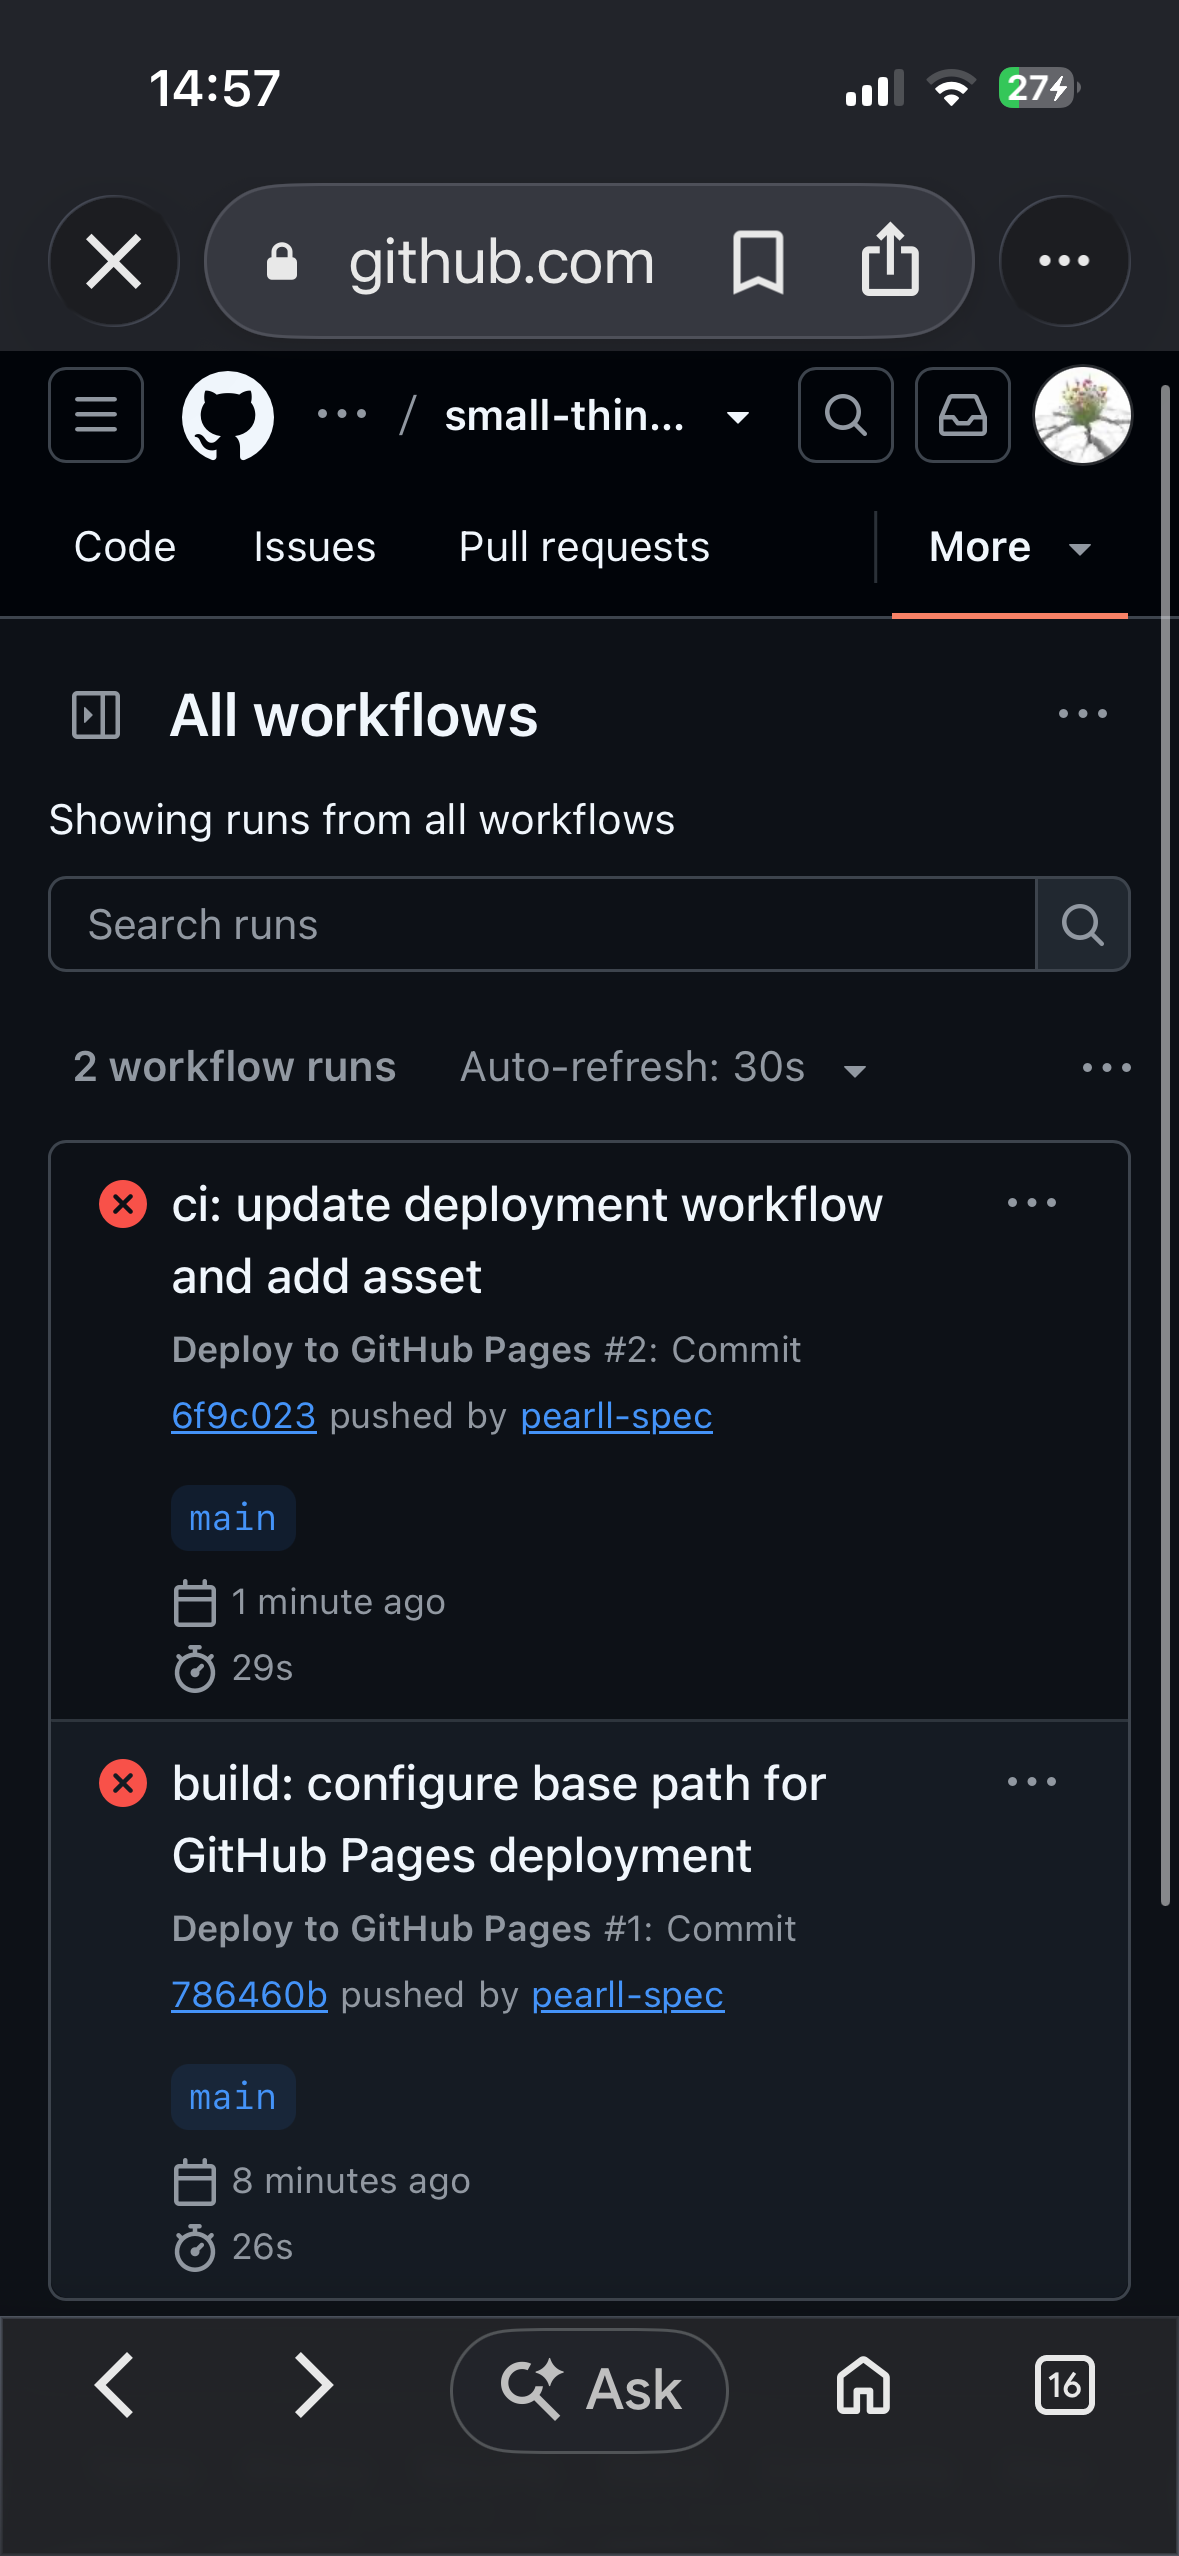 14:57
27
github.com
/ small-thin...
Code Issues Pull requests More
All workflows
Showing runs from all workflows
Search runs
2 workflow runs Auto-refresh: 30s
ci: update deployment workflow
and add asset
Deploy to GitHub Pages #2: Commit
6f9c023 pushed by pearll-spec
main
1 minute ago
29s
build: configure base path for
GitHub Pages deployment
Deploy to GitHub Pages #1: Commit
786460b pushed by pearll-spec
main
8 minutes ago
26s
Ask 16